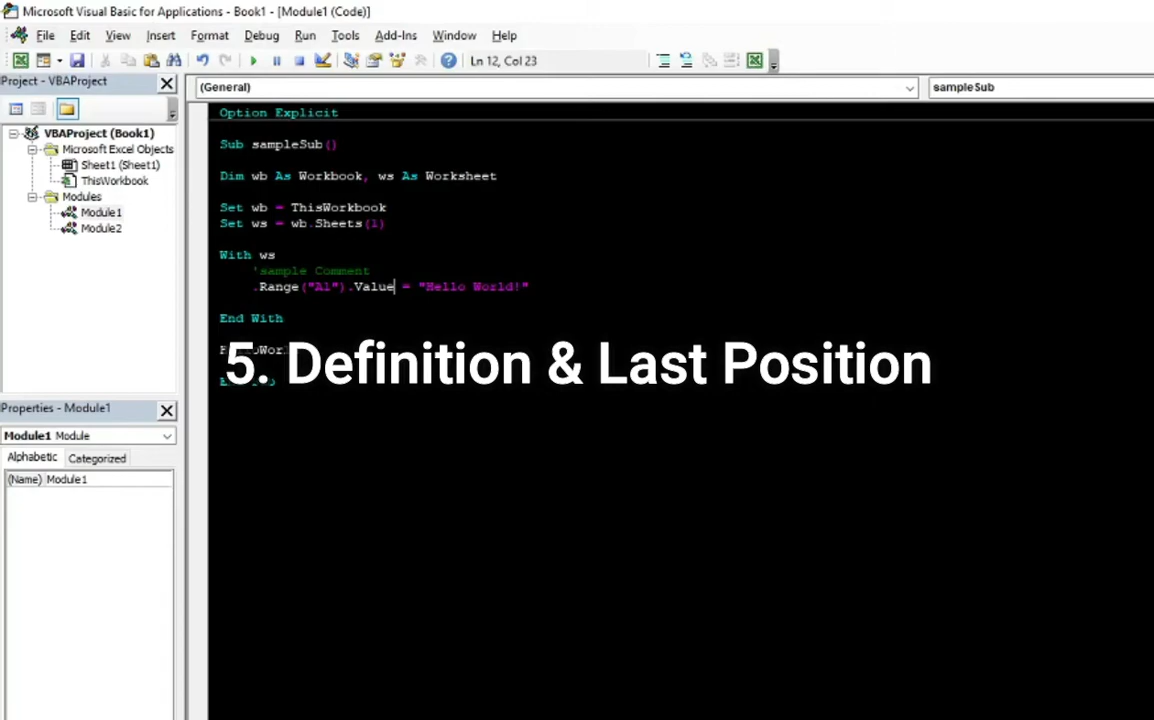 Microsoft Visual Basic for Applications - Book1 - [Module1 (Code)]
File Edit View Insert Format Debug Run Tools Add-Ins Window Help
Ln 12, Col 23
Project - VBAProject
(General)
sampleSub
VBAProject (Book1)
Microsoft Excel Objects
Sheet1 (Sheet1)
ThisWorkbook
Modules
Module1
Module2
Option Explicit
Sub sampleSub()
Dim wb As Workbook, ws As Worksheet
Set wb = ThisWorkbook
Set ws = wb.Sheets(1)
With ws
'sample Comment
.Range("A1").Value = "Hello World!"
End With
5. Definition & Last Position
Properties - Module1
Module1 Module
Alphabetic Categorized
(Name) Module1